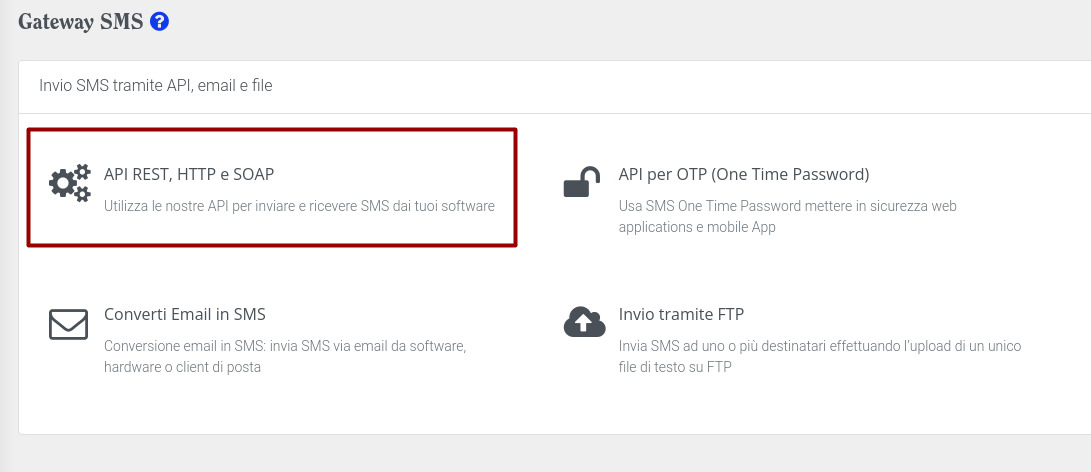 Gateway SMS ?
Invio SMS tramite API, email e file
API REST, HTTP e SOAP
Utilizza le nostre API per inviare e ricevere SMS dai tuoi software
API per OTP (One Time Password)
Usa SMS One Time Password mettere in sicurezza web
applications e mobile App
Converti Email in SMS
Conversione email in SMS: invia SMS via email da software,
hardware o client di posta
Invio tramite FTP
Invia SMS ad uno o più destinatari effettuando l'upload di un unico
file di testo su FTP